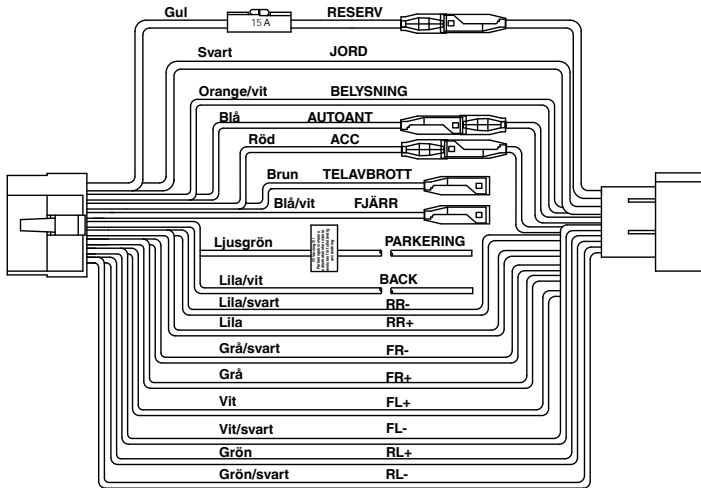 Gul RESERV
15 A
Svart JORD
Orange/vit BELYSNING
Blå AUTOANT
Röd ACC
Brun TELAVBROTT
Blå/vit FJÄRR
Ljusgrön PARKERING
Lila/vit BACK
Lila/svart RR-
Lila RR+
Grå/svart FR-
Grå FR+
Vit FL+
Vit/svart FL-
Grön RL+
Grön/svart RL-